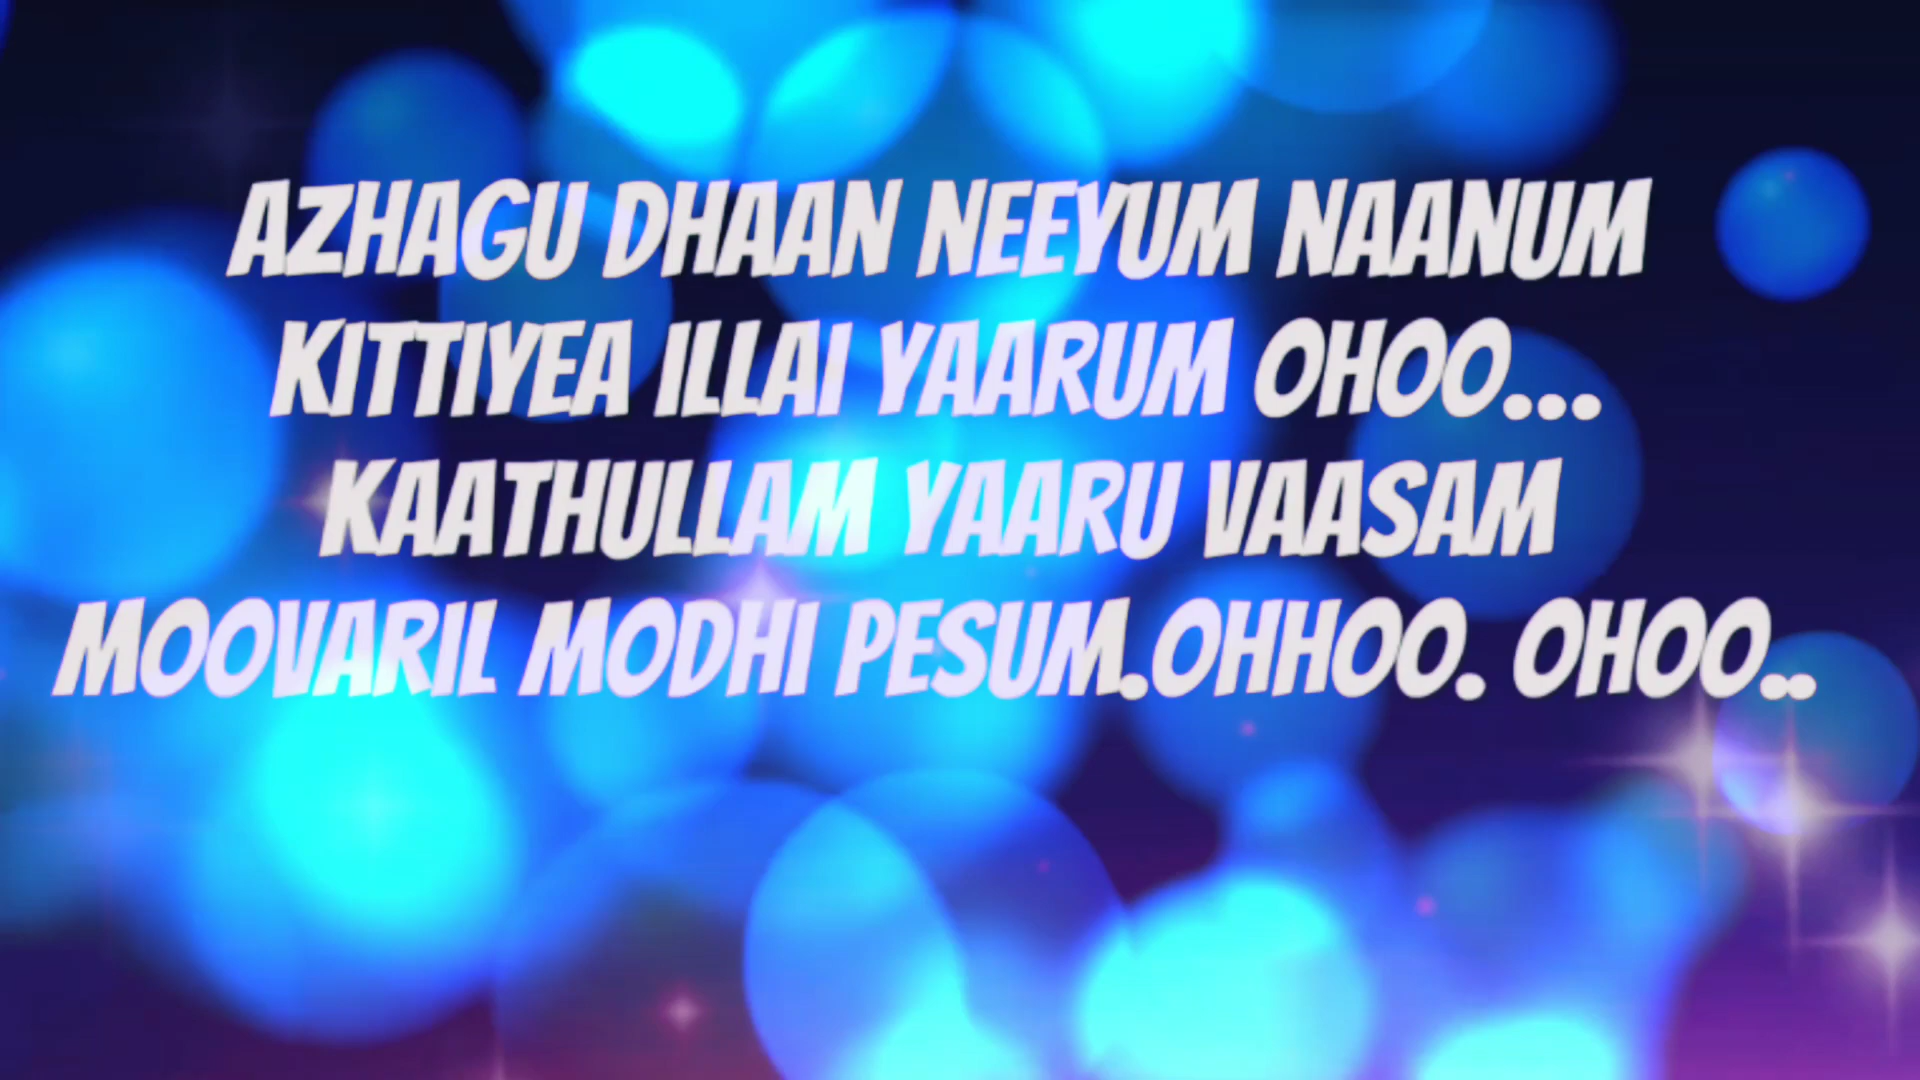 AZHAGU DHAAN NEEYUM NAANUM
KITTIYEA ILLAI YAARUM OHOO...
KAATHULLAM YAARU VAASAM
MOOVARIL MODHI PESUM.OHHOO. OHOO..